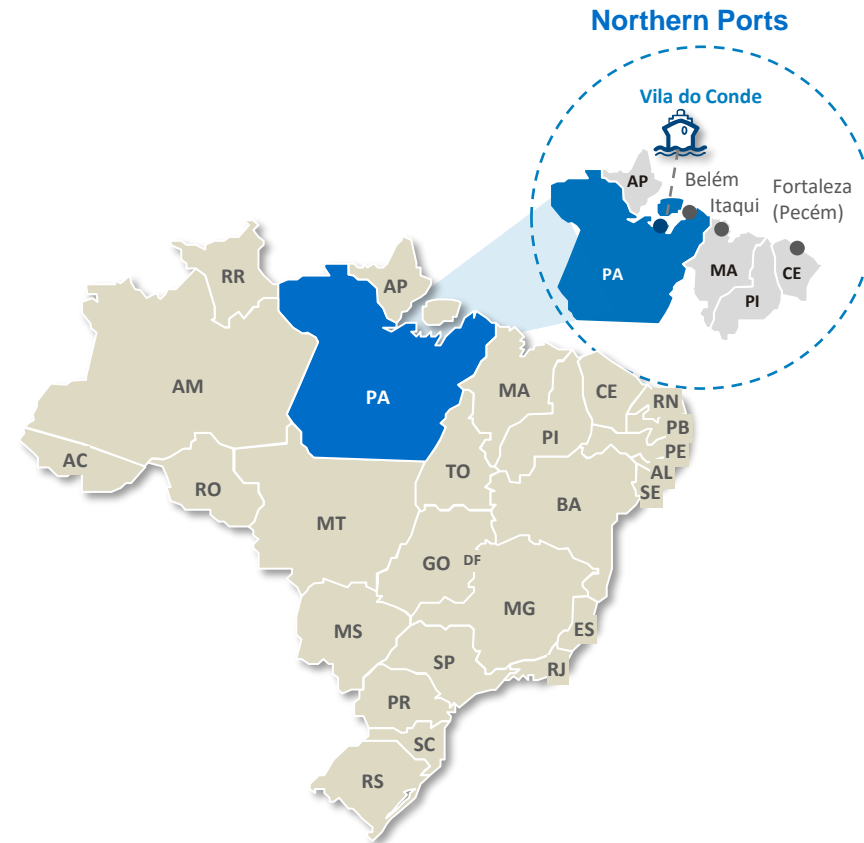 Northern Ports
Vila do Conde
AP
Belém
Itaqui
Fortaleza
(Pecém)
PA
MA
CE
PI
RR
AP
AM
PA
MA
CE
RN
PB
PI
PE
AC
TO
AL
RO
SE
BA
MT
GO
DF
MG
MS
ES
SP
RJ
PR
SC
RS